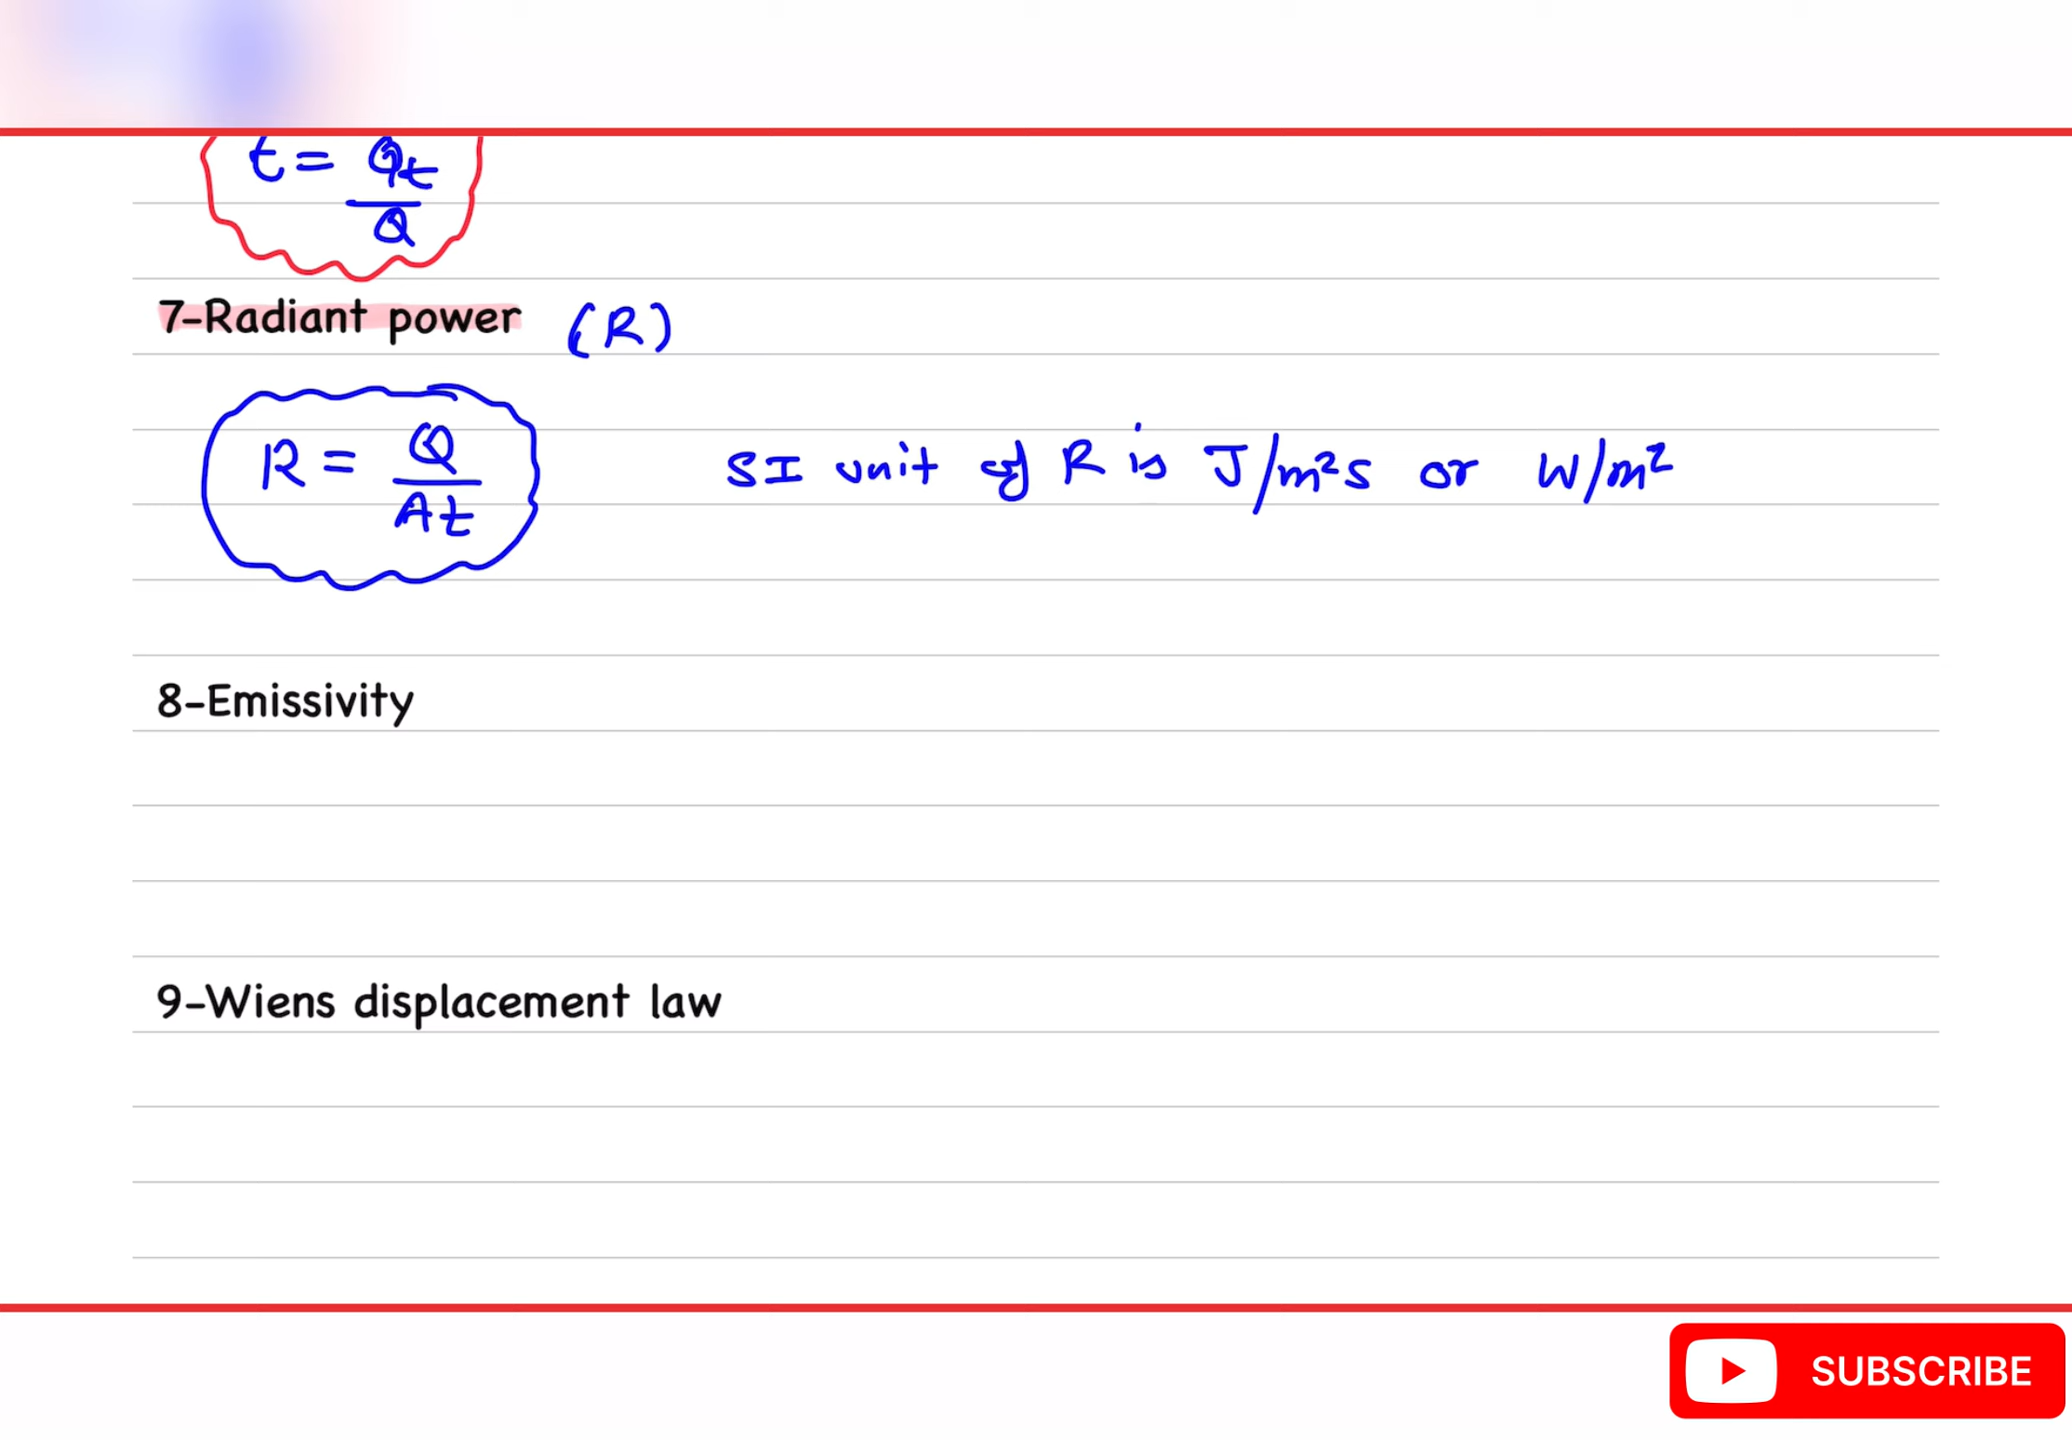 t = Qt
Q
7-Radiant power (R)
R = Q
At
SI unit of R is J/m²s or W/m²
8-Emissivity
9-Wiens displacement law
SUBSCRIBE